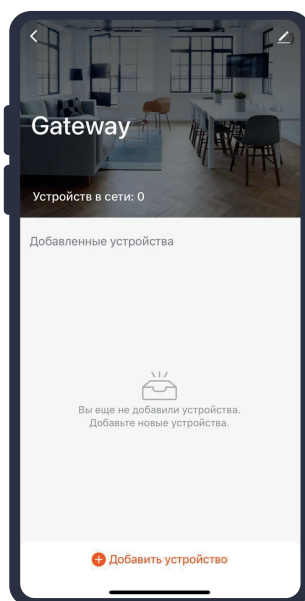 Gateway
Устройств в сети: 0
Добавленные устройства
Вы еще не добавили устройства.
Добавьте новые устройства.
Добавить устройство